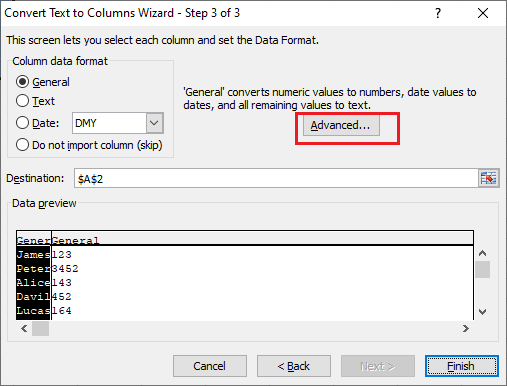 Convert Text to Columns Wizard - Step 3 of 3
This screen lets you select each column and set the Data Format.
Column data format
General
Text
Date: DMY
Do not import column (skip)
'General' converts numeric values to numbers, date values to
dates, and all remaining values to text.
Advanced...
Destination: $A$2
Data preview
Gener General
James 123
Peter 3452
Alice 143
Davil 452
Lucas 164
Cancel < Back Next > Finish